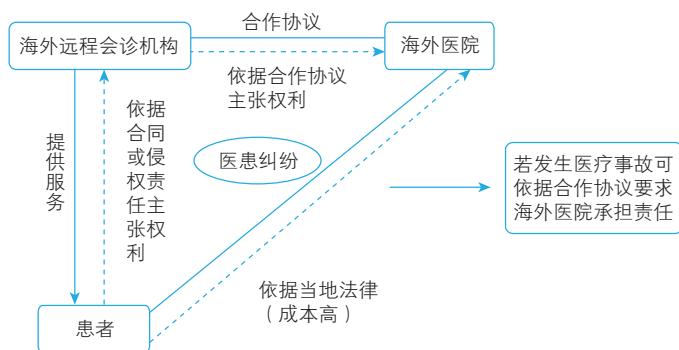 合作协议
海外远程会诊机构
海外医院
依据合作协议
主张权利
提供服务
依据
合同
或侵
权责
任主
张权
利
医患纠纷
若发生医疗事故可
依据合作协议要求
海外医院承担责任
依据当地法律
（成本高）
患者